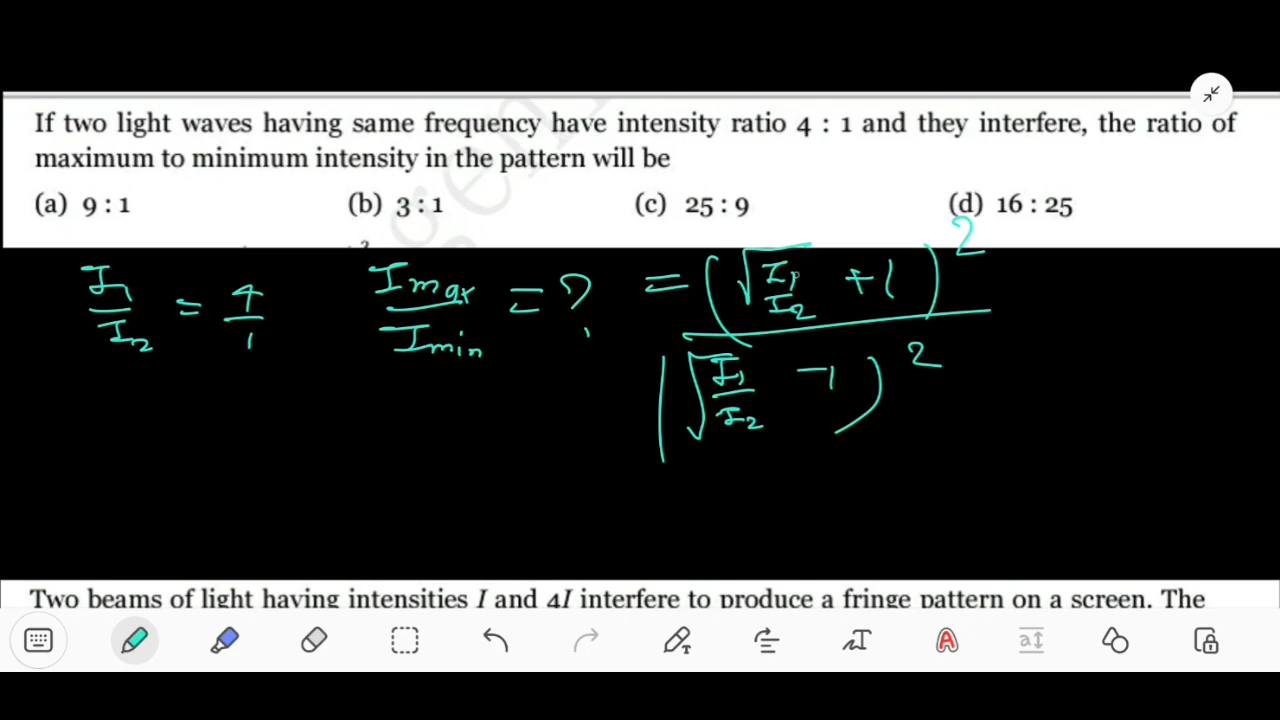 If two light waves having same frequency have intensity ratio 4 : 1 and they interfere, the ratio of
maximum to minimum intensity in the pattern will be
(a) 9 : 1 (b) 3 : 1 (c) 25 : 9 (d) 16 : 25
I₁/I₂ = 4/1 Imax/Imin = ? = (√(I₁/I₂) + 1)² / (√(I₁/I₂) - 1)²
Two beams of light having intensities I and 4I interfere to produce a fringe pattern on a screen. The